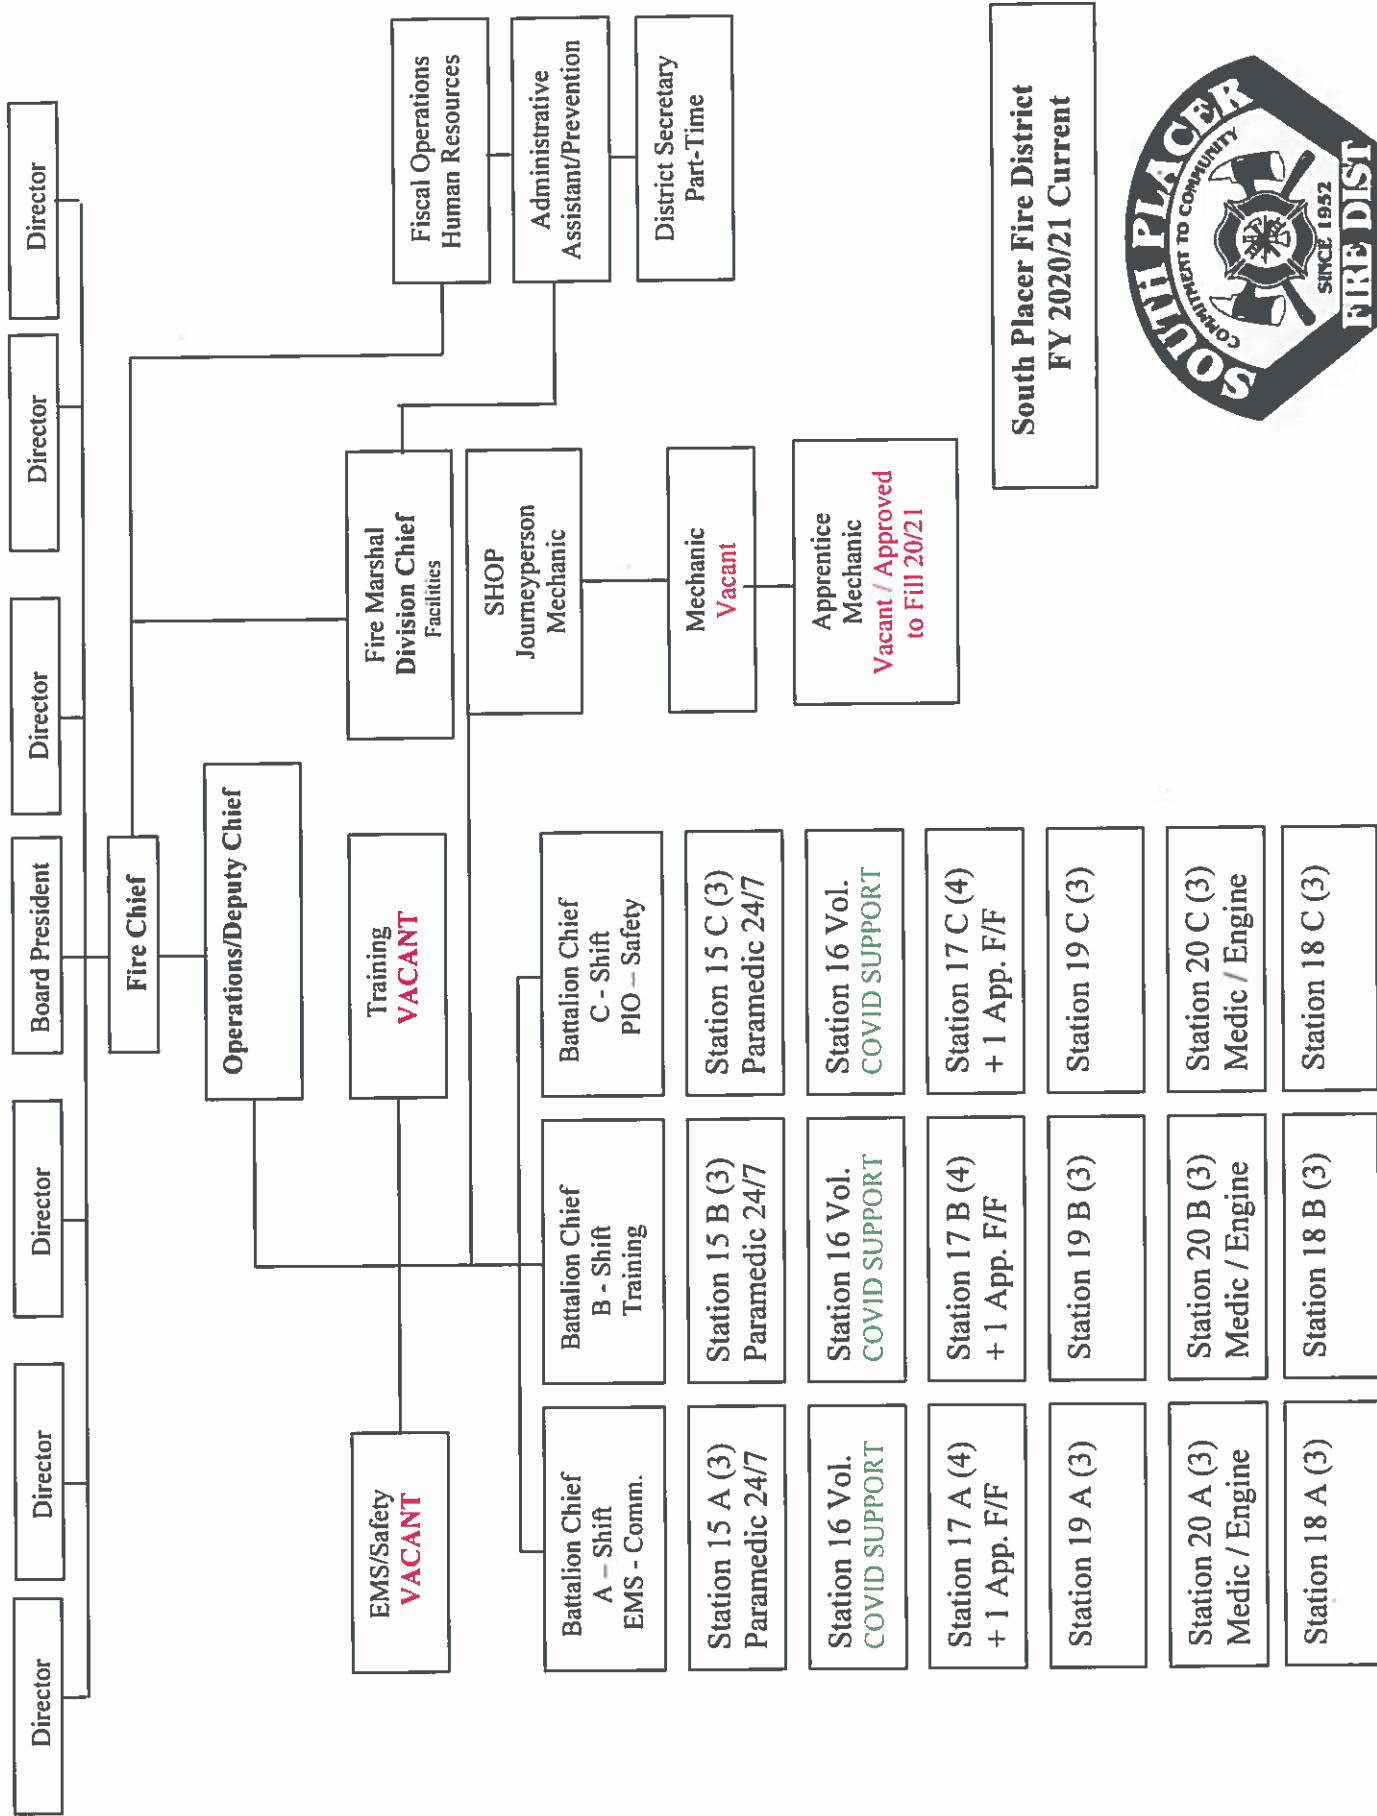 Director
Director
Director
Board President
Director
Director
Director
Fire Chief
Operations/Deputy Chief
EMS/Safety
VACANT
Training
VACANT
Fire Marshal
Division Chief
Facilities
Fiscal Operations
Human Resources
Administrative
Assistant/Prevention
District Secretary
Part-Time
SHOP
Journeyperson
Mechanic
Mechanic
Vacant
Apprentice
Mechanic
Vacant / Approved
to Fill 20/21
Battalion Chief
A – Shift
EMS - Comm.
Battalion Chief
B - Shift
Training
Battalion Chief
C - Shift
PIO – Safety
Station 15 A (3)
Paramedic 24/7
Station 15 B (3)
Paramedic 24/7
Station 15 C (3)
Paramedic 24/7
Station 16 Vol.
COVID SUPPORT
Station 16 Vol.
COVID SUPPORT
Station 16 Vol.
COVID SUPPORT
Station 17 A (4)
+ 1 App. F/F
Station 17 B (4)
+ 1 App. F/F
Station 17 C (4)
+ 1 App. F/F
Station 19 A (3)
Station 19 B (3)
Station 19 C (3)
Station 20 A (3)
Medic / Engine
Station 20 B (3)
Medic / Engine
Station 20 C (3)
Medic / Engine
Station 18 A (3)
Station 18 B (3)
Station 18 C (3)
South Placer Fire District
FY 2020/21 Current
SOUTH PLACER
COMMITMENT TO COMMUNITY
SINCE 1952
FIRE DIST